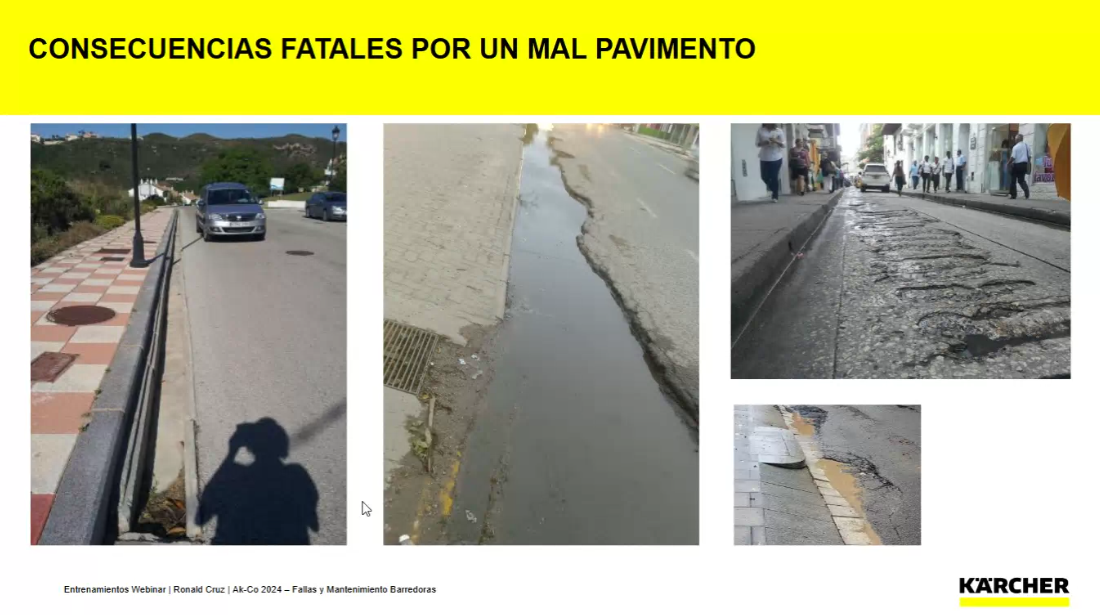 CONSECUENCIAS FATALES POR UN MAL PAVIMENTO
Entrenamientos Webinar | Ronald Cruz | Ak-Co 2024 – Fallas y Mantenimiento Barredoras
KÄRCHER